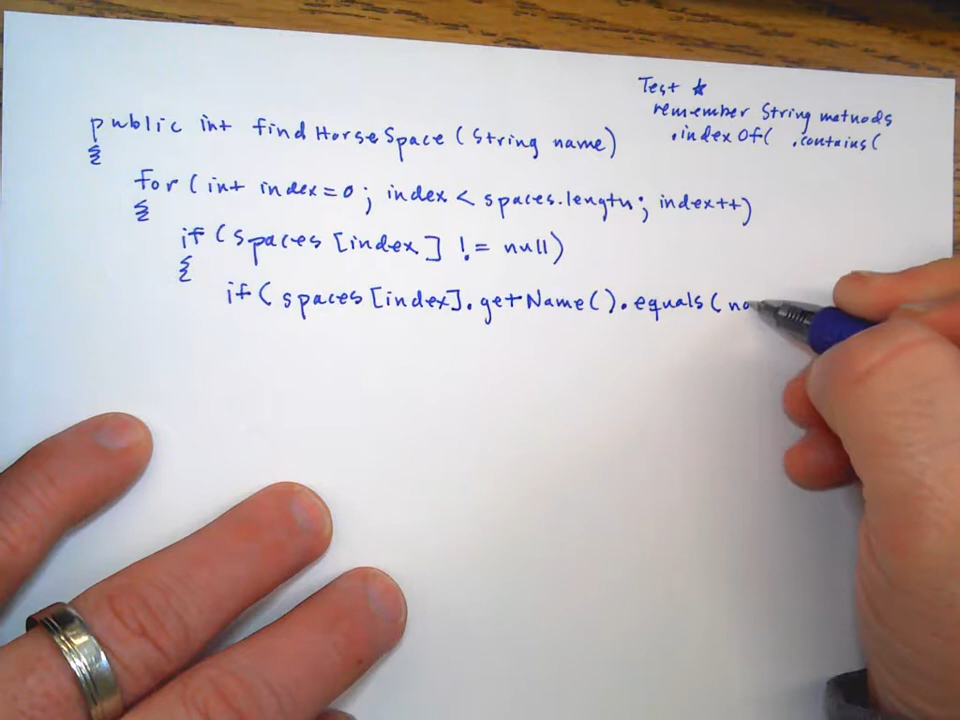 Test ★
remember String methods
.indexOf( .contains(
public int findHorseSpace(String name)
{
for(int index=0; index < spaces.length; index++)
{
if(spaces[index] != null)
{
if(spaces[index].getName().equals(na